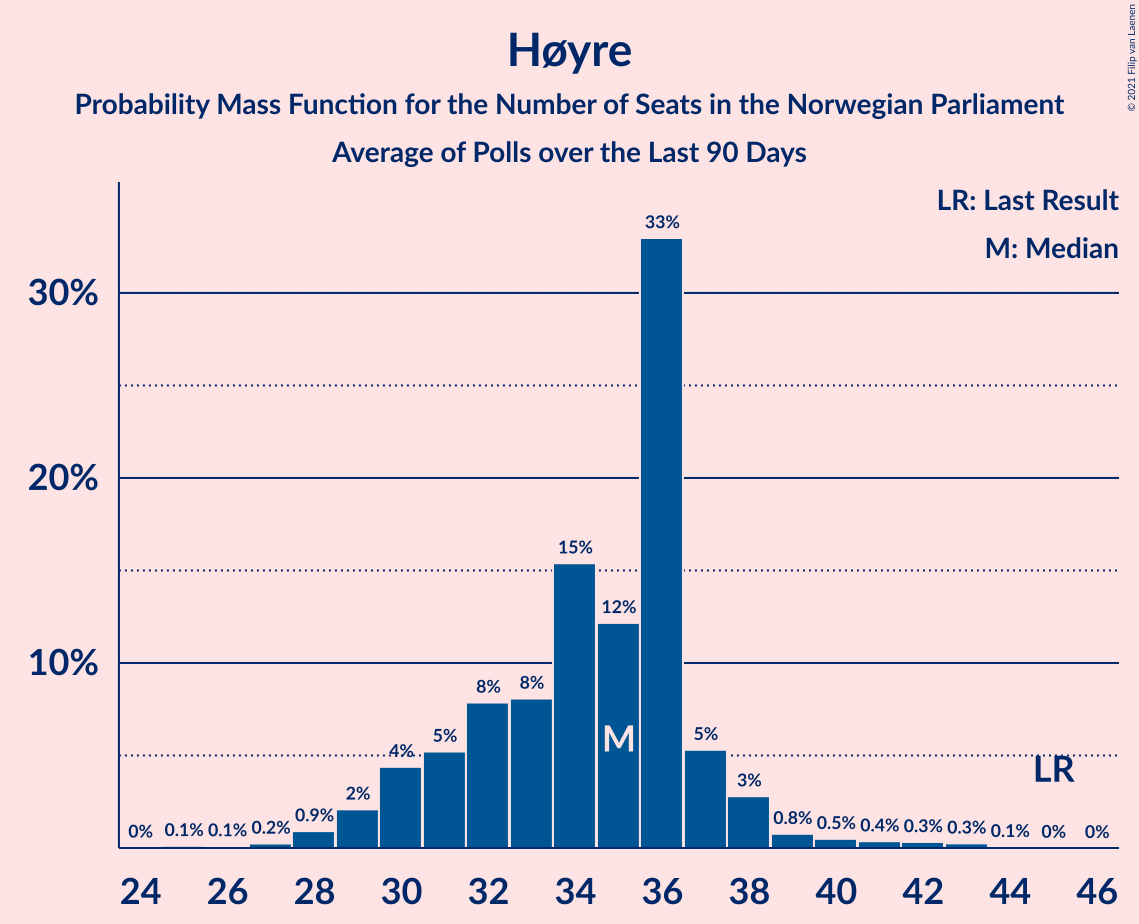 Høyre
Probability Mass Function for the Number of Seats in the Norwegian Parliament
Average of Polls over the Last 90 Days
© 2021 Filip van Laenen
LR: Last Result
M: Median
33%
30%
20%
15%
12%
10%
8%
8%
5%
4%
5%
3%
2%
0%
0.1%
0.1%
0.2%
0.9%
0.8%
0.5%
0.4%
0.3%
0.3%
0.1%
0%
0%
M
LR
24 26 28 30 32 34 36 38 40 42 44 46